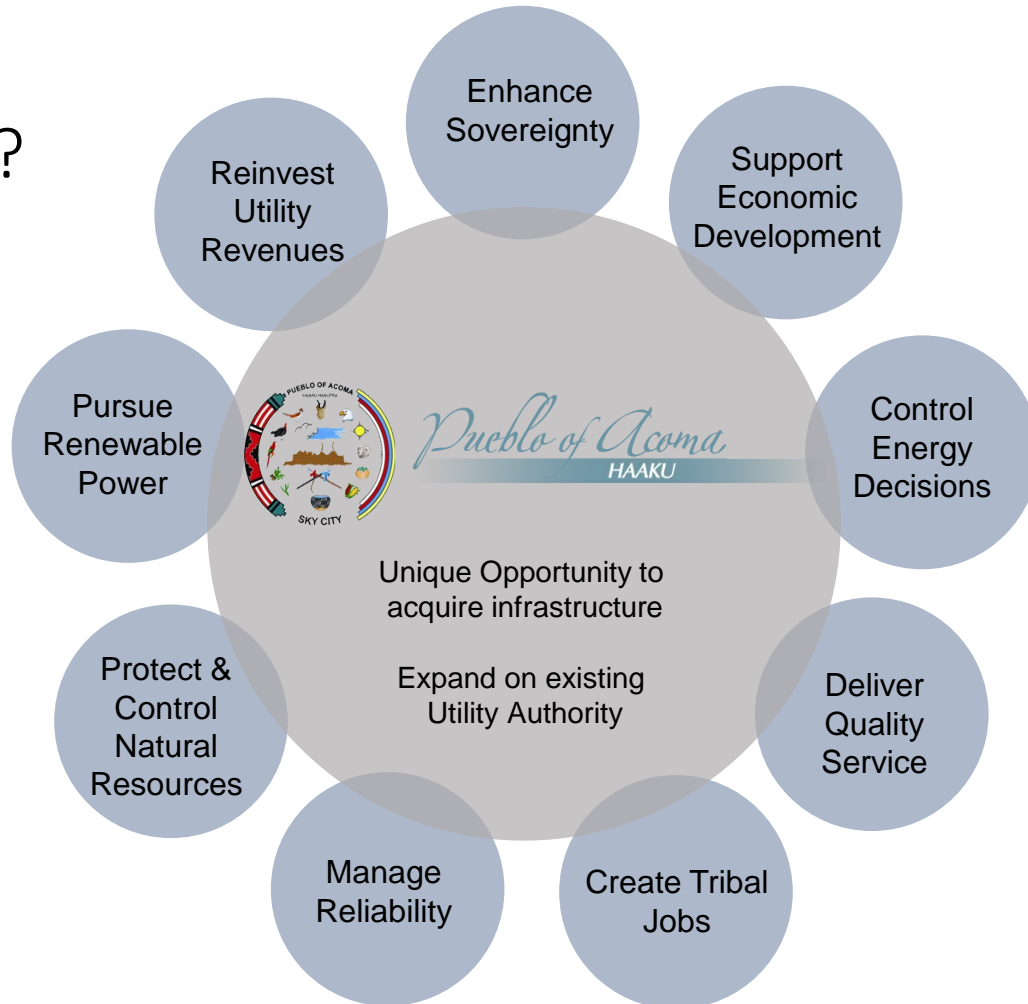 ?
Enhance
Sovereignty
Support
Economic
Development
Control
Energy
Decisions
Deliver
Quality
Service
Create Tribal
Jobs
Manage
Reliability
Protect &
Control
Natural
Resources
Pursue
Renewable
Power
Reinvest
Utility
Revenues
PUEBLO OF ACOMA
SKY CITY
Pueblo of Acoma
HAAKU
Unique Opportunity to
acquire infrastructure
Expand on existing
Utility Authority